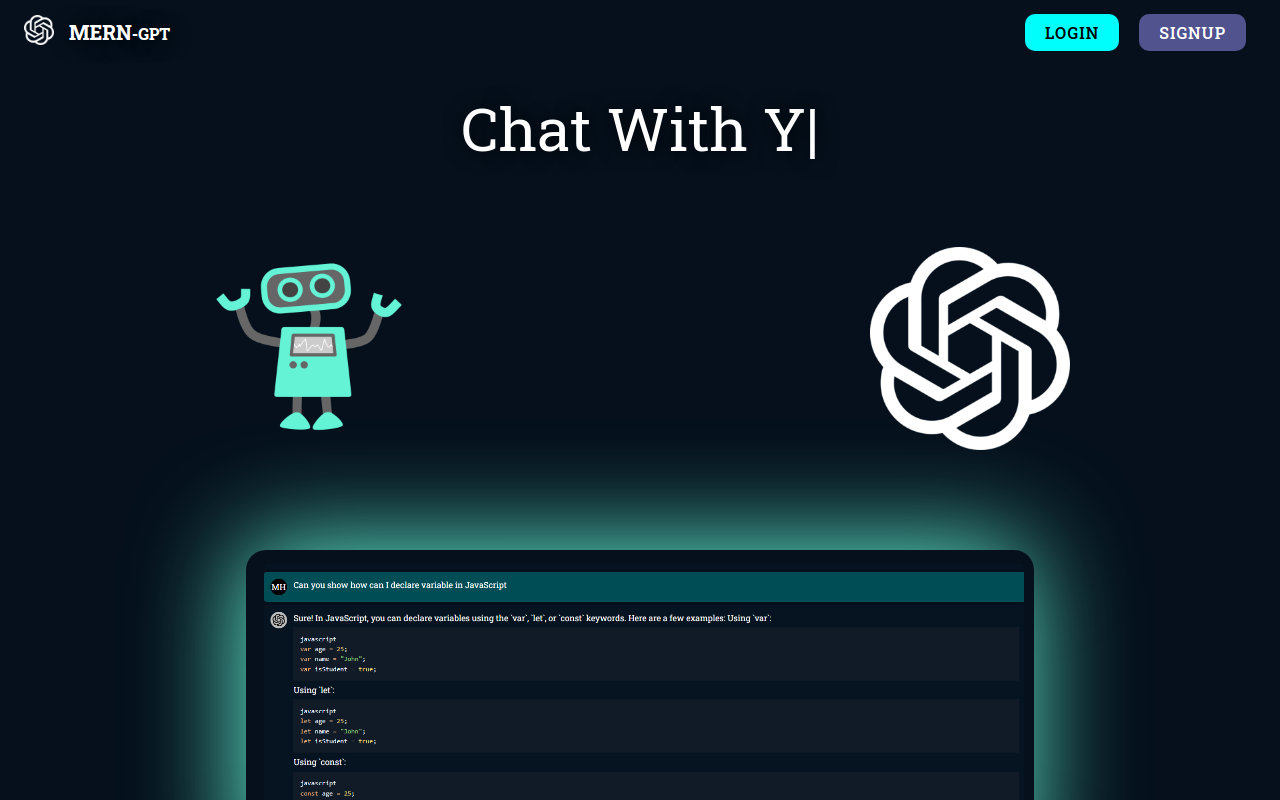 MERN-GPT
LOGIN
SIGNUP
Chat With Y|
MH
Can you show how can I declare variable in JavaScript
Sure! In JavaScript, you can declare variables using the `var`, `let`, or `const` keywords. Here are a few examples: Using `var`:
javascript
var age = 25;
var name = "John";
var isStudent = true;
Using `let`:
javascript
let age = 25;
let name = "John";
let isStudent = true;
Using `const`:
javascript
const age = 25;